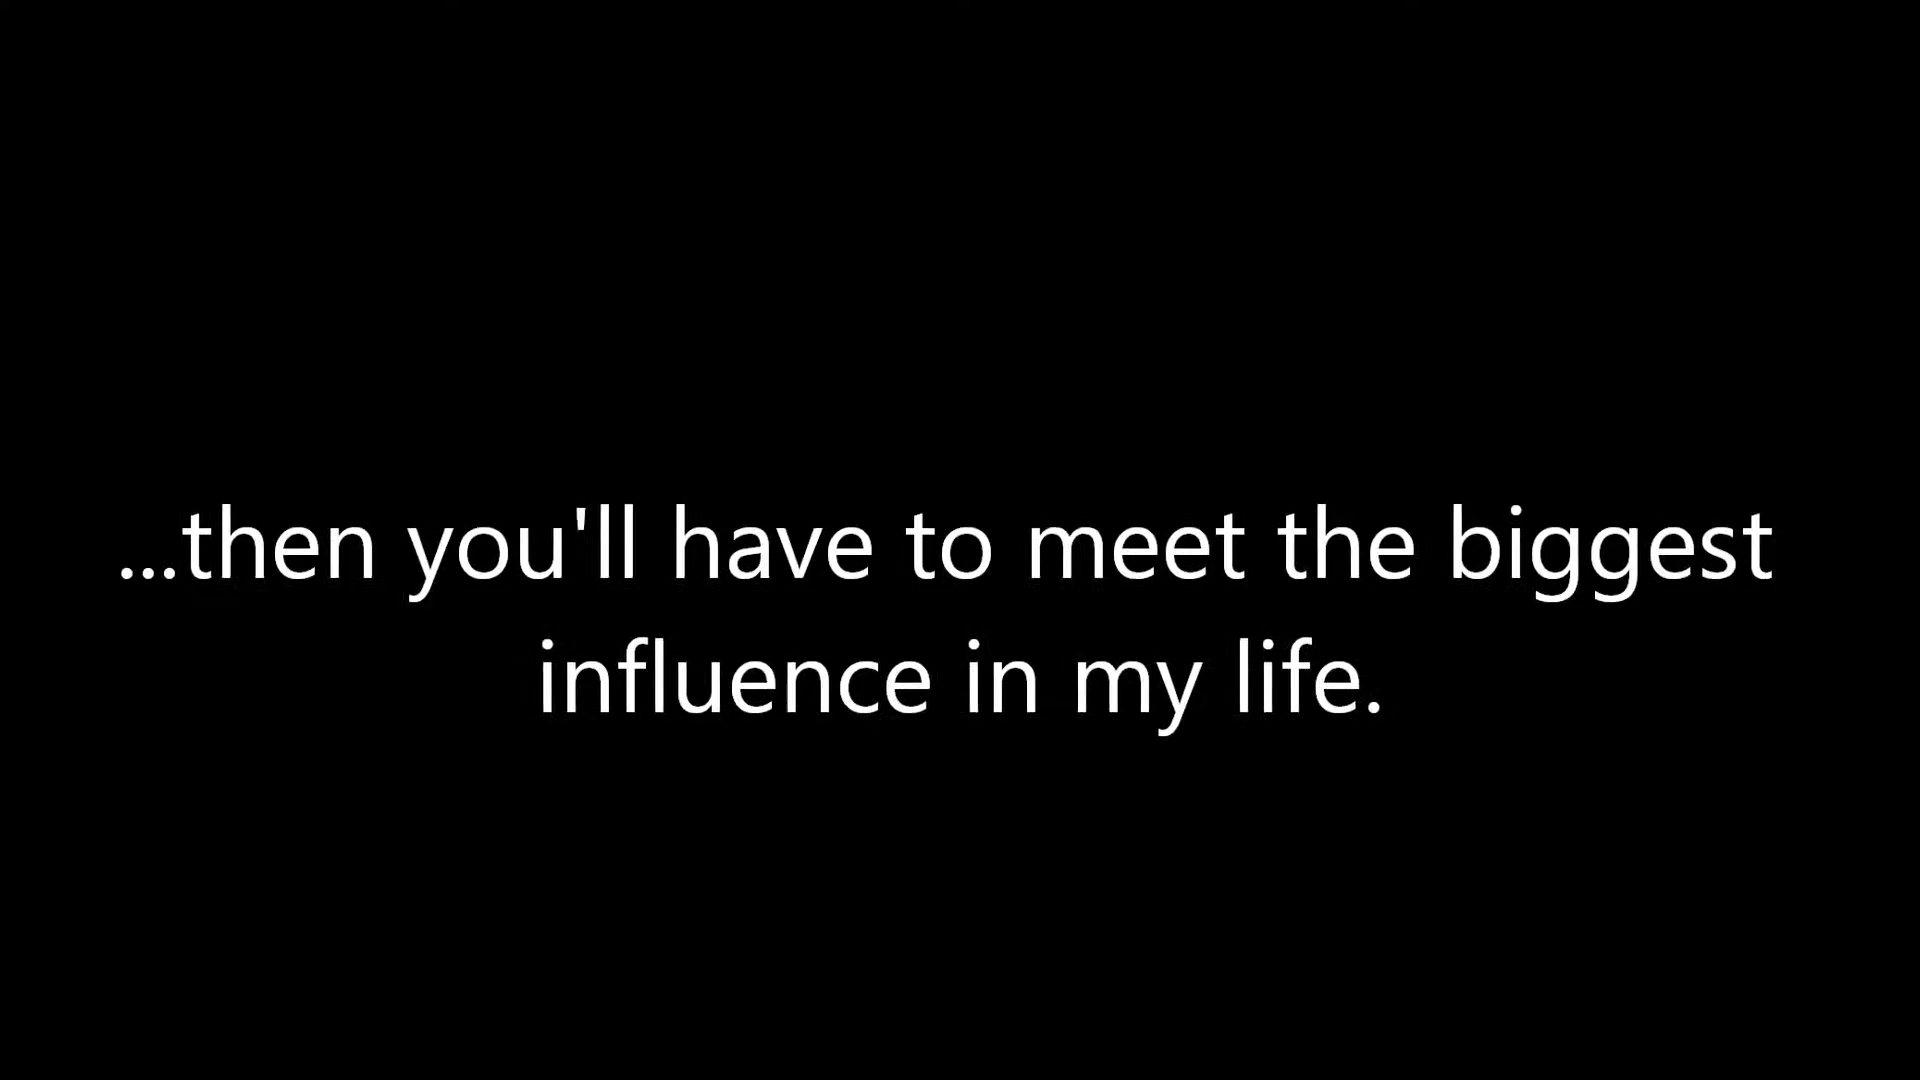 ...then you'll have to meet the biggest
influence in my life.